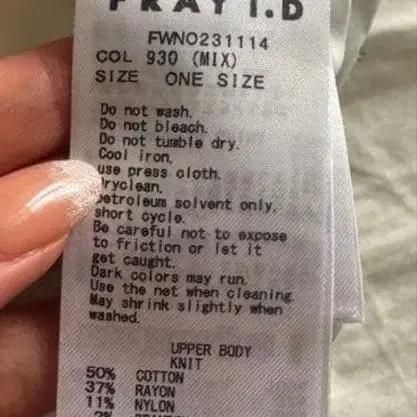 FRAY I.D
FWNO231114
COL 930 (MIX)
SIZE ONE SIZE
Do not wash.
Do not bleach.
Do not tumble dry.
Cool iron,
use press cloth.
Dryclean,
petroleum solvent only,
short cycle.
Be careful not to expose
to friction or let it
get caught.
Dark colors may run.
Use the net when cleaning.
May shrink slightly when
washed.
UPPER BODY
KNIT
50% COTTON
37% RAYON
11% NYLON